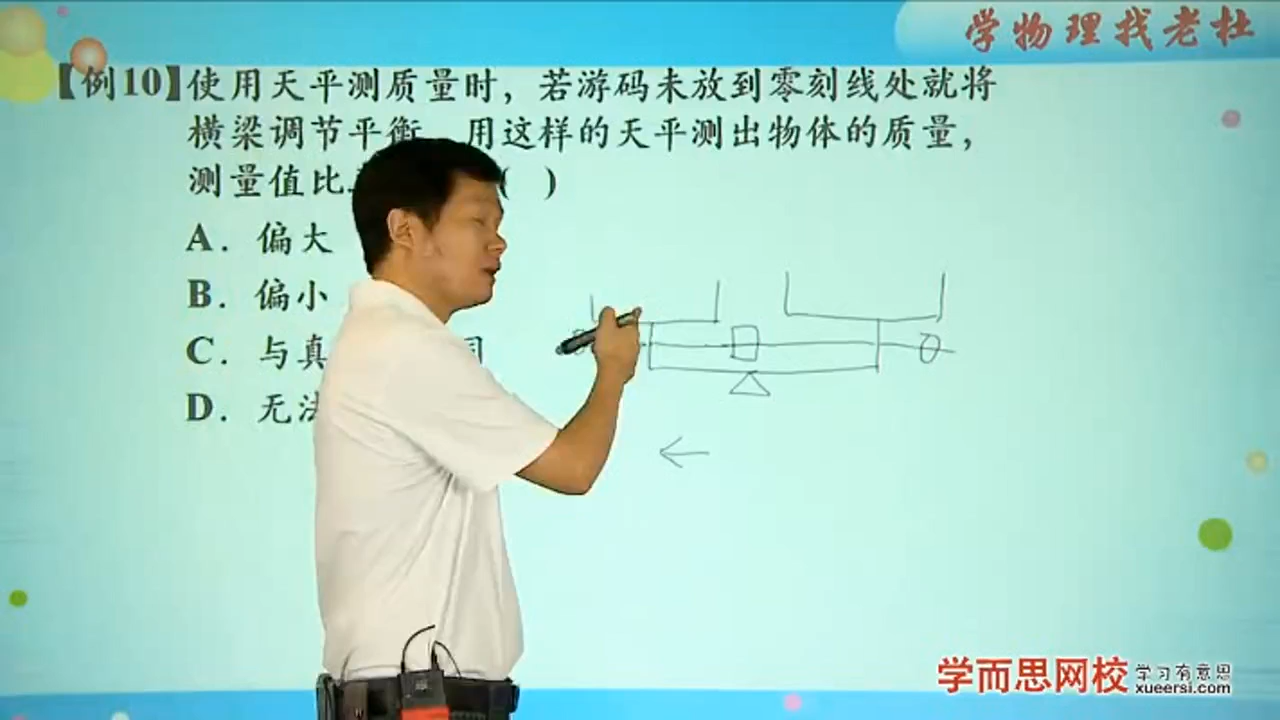 学物理找老杜
【例10】使用天平测质量时，若游码未放到零刻线处就将
横梁调节平衡 用这样的天平测出物体的质量，
测量值比 ( )
A．偏大
B．偏小
C．与真
D．无法
学而思网校 学习有意思
xueersi.com